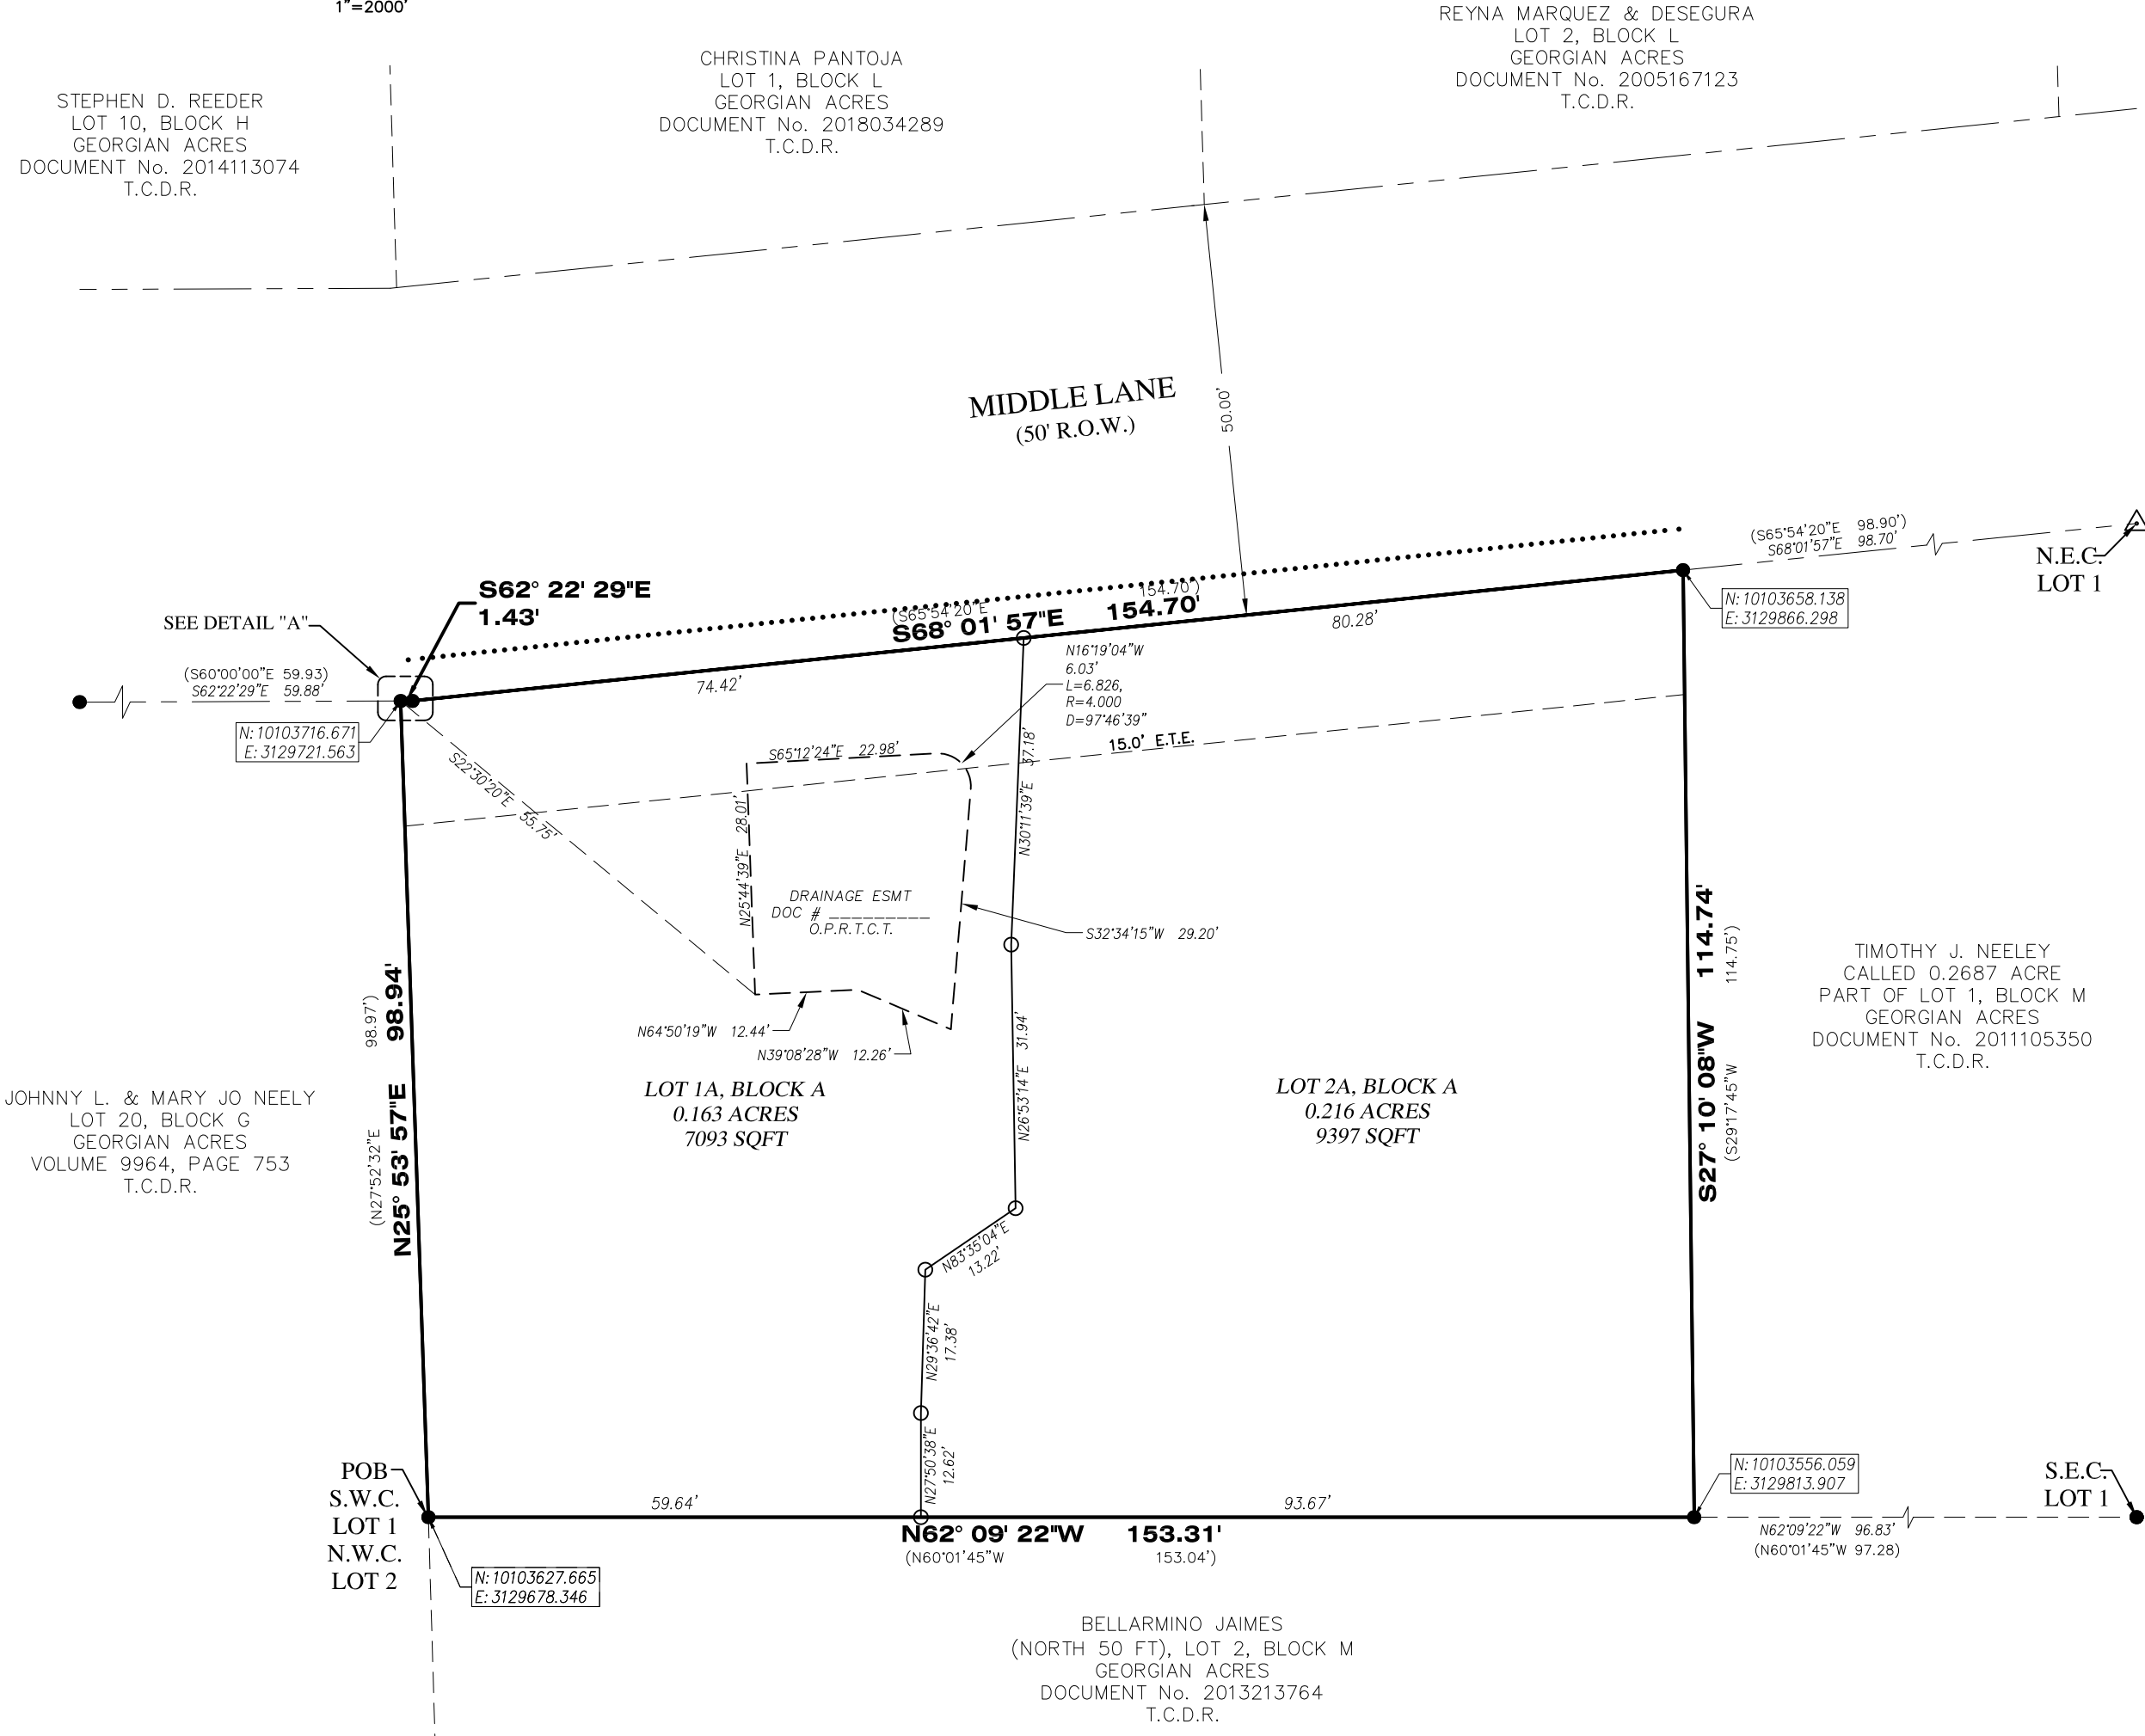 1"=2000'
REYNA MARQUEZ & DESEGURA
LOT 2, BLOCK L
GEORGIAN ACRES
DOCUMENT No. 2005167123
T.C.D.R.
CHRISTINA PANTOJA
LOT 1, BLOCK L
GEORGIAN ACRES
DOCUMENT No. 2018034289
T.C.D.R.
STEPHEN D. REEDER
LOT 10, BLOCK H
GEORGIAN ACRES
DOCUMENT No. 2014113074
T.C.D.R.
MIDDLE LANE
(50' R.O.W.)
50.00'
(S65°54'20"E 98.90')
S68°01'57"E 98.70'
N.E.C.
LOT 1
N: 10103658.138
E: 3129866.298
S62° 22' 29"E
1.43'
SEE DETAIL "A"
(S60°00'00"E 59.93)
S62°22'29"E 59.88'
N: 10103716.671
E: 3129721.563
(S65°54'20"E 154.70')
S68° 01' 57"E 154.70'
74.42'
80.28'
N16°19'04"W
6.03'
L=6.826,
R=4.000
D=97°46'39"
15.0' E.T.E.
S65°12'24"E 22.98'
S22°30'20"E 55.75'
N25°44'39"E 28.01'
N30°11'39"E 37.18'
DRAINAGE ESMT
DOC # _________
O.P.R.T.C.T.
S32°34'15"W 29.20'
N64°50'19"W 12.44'
N39°08'28"W 12.26'
N26°53'14"E 31.94'
LOT 1A, BLOCK A
0.163 ACRES
7093 SQFT
LOT 2A, BLOCK A
0.216 ACRES
9397 SQFT
S27° 10' 08"W 114.74'
(S29°17'45"W 114.75')
TIMOTHY J. NEELEY
CALLED 0.2687 ACRE
PART OF LOT 1, BLOCK M
GEORGIAN ACRES
DOCUMENT No. 2011105350
T.C.D.R.
(N27°52'32"E 98.97')
N25° 53' 57"E 98.94'
JOHNNY L. & MARY JO NEELY
LOT 20, BLOCK G
GEORGIAN ACRES
VOLUME 9964, PAGE 753
T.C.D.R.
N83°35'04"E
13.22'
N29°36'42"E
17.38'
N27°50'38"E
12.62'
POB
S.W.C.
LOT 1
N.W.C.
LOT 2
N: 10103627.665
E: 3129678.346
59.64'
93.67'
N62° 09' 22"W 153.31'
(N60°01'45"W 153.04')
N: 10103556.059
E: 3129813.907
S.E.C.
LOT 1
N62°09'22"W 96.83'
(N60°01'45"W 97.28)
BELLARMINO JAIMES
(NORTH 50 FT), LOT 2, BLOCK M
GEORGIAN ACRES
DOCUMENT No. 2013213764
T.C.D.R.